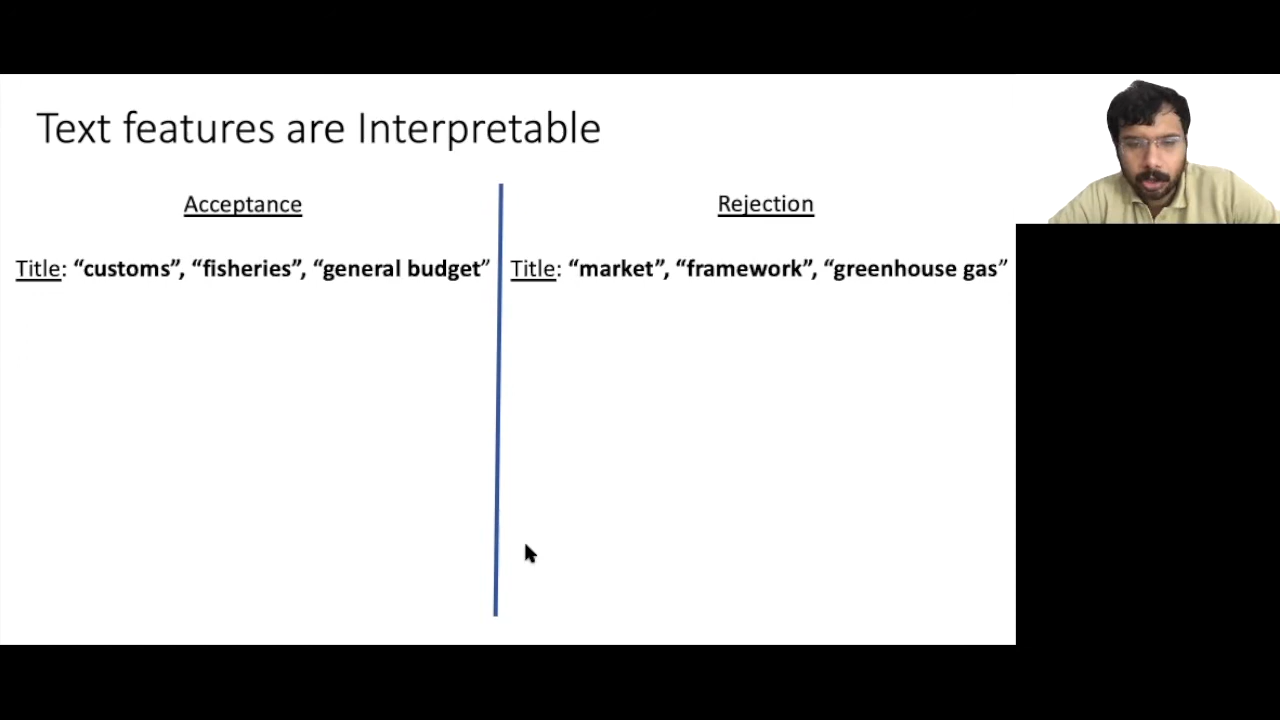 Text features are Interpretable
Acceptance
Rejection
Title: “customs”, “fisheries”, “general budget”
Title: “market”, “framework”, “greenhouse gas”